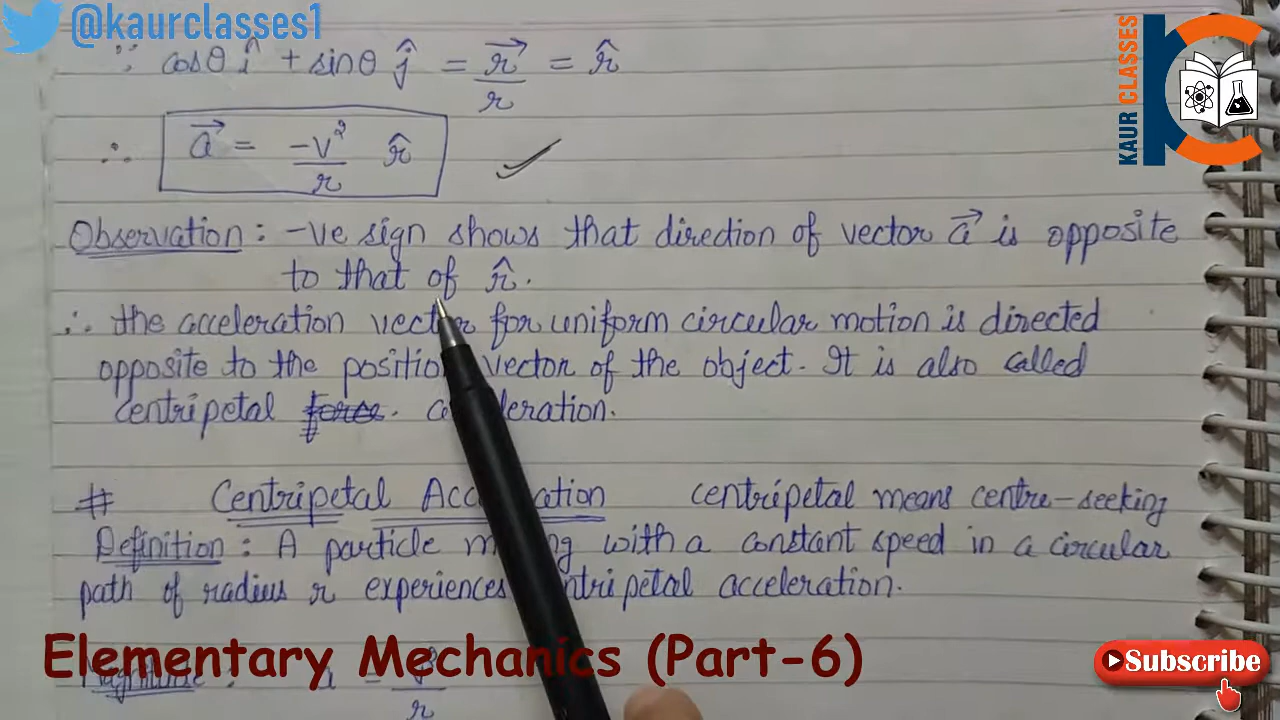 @kaurclasses1
KAUR CLASSES
∵ cosθ î + sinθ ĵ = r⃗/r = r̂
∴ a⃗ = -v²/r r̂
Observation : -ve sign shows that direction of vector a⃗ is opposite
to that of r̂.
∴ the acceleration vector for uniform circular motion is directed
opposite to the position vector of the object. It is also called
centripetal force. acceleration.
# Centripetal Acceleration centripetal means centre-seeking
Definition : A particle moving with a constant speed in a circular
path of radius r experiences centripetal acceleration.
Elementary Mechanics (Part-6)
Magnitude : a = v²/r
Subscribe